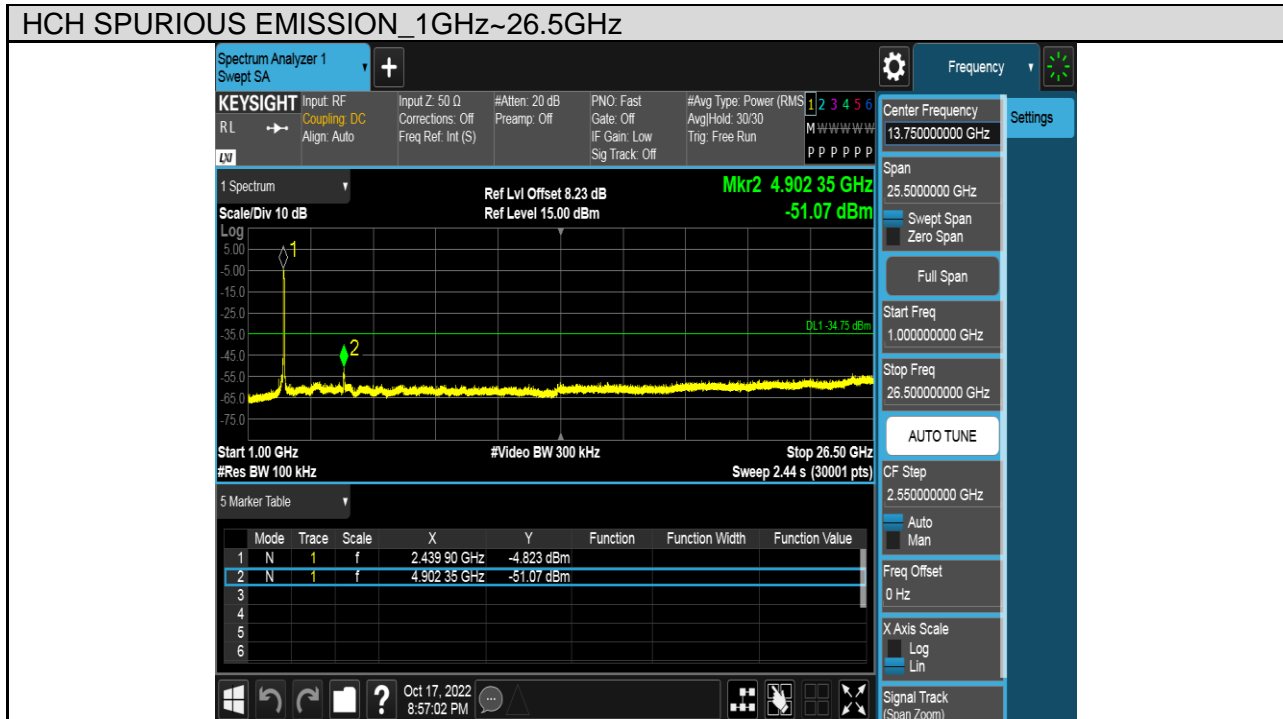 HCH SPURIOUS EMISSION_1GHz~26.5GHz
Spectrum Analyzer 1
Swept SA
+
Frequency
KEYSIGHT Input: RF Input Z: 50 Ω #Atten: 20 dB PNO: Fast #Avg Type: Power (RMS 1 2 3 4 5 6
RL Coupling: DC Corrections: Off Preamp: Off Gate: Off Avg|Hold: 30/30 M W W W W W
Align: Auto Freq Ref: Int (S) IF Gain: Low Trig: Free Run
LXI Sig Track: Off P P P P P P
1 Spectrum
Ref Lvl Offset 8.23 dB
Mkr2 4.902 35 GHz
Scale/Div 10 dB
Ref Level 15.00 dBm
-51.07 dBm
Log
5.00
-5.00
-15.0
-25.0
-35.0
-45.0
-55.0
-65.0
-75.0
1
2
DL1 -34.75 dBm
Start 1.00 GHz #Video BW 300 kHz Stop 26.50 GHz
#Res BW 100 kHz Sweep 2.44 s (30001 pts)
5 Marker Table
Mode Trace Scale X Y Function Function Width Function Value
1 N 1 f 2.439 90 GHz -4.823 dBm
2 N 1 f 4.902 35 GHz -51.07 dBm
3
4
5
6
?
Oct 17, 2022
8:57:02 PM
Center Frequency
13.750000000 GHz
Settings
Span
25.5000000 GHz
Swept Span
Zero Span
Full Span
Start Freq
1.000000000 GHz
Stop Freq
26.500000000 GHz
AUTO TUNE
CF Step
2.550000000 GHz
Auto
Man
Freq Offset
0 Hz
X Axis Scale
Log
Lin
Signal Track
(Span Zoom)